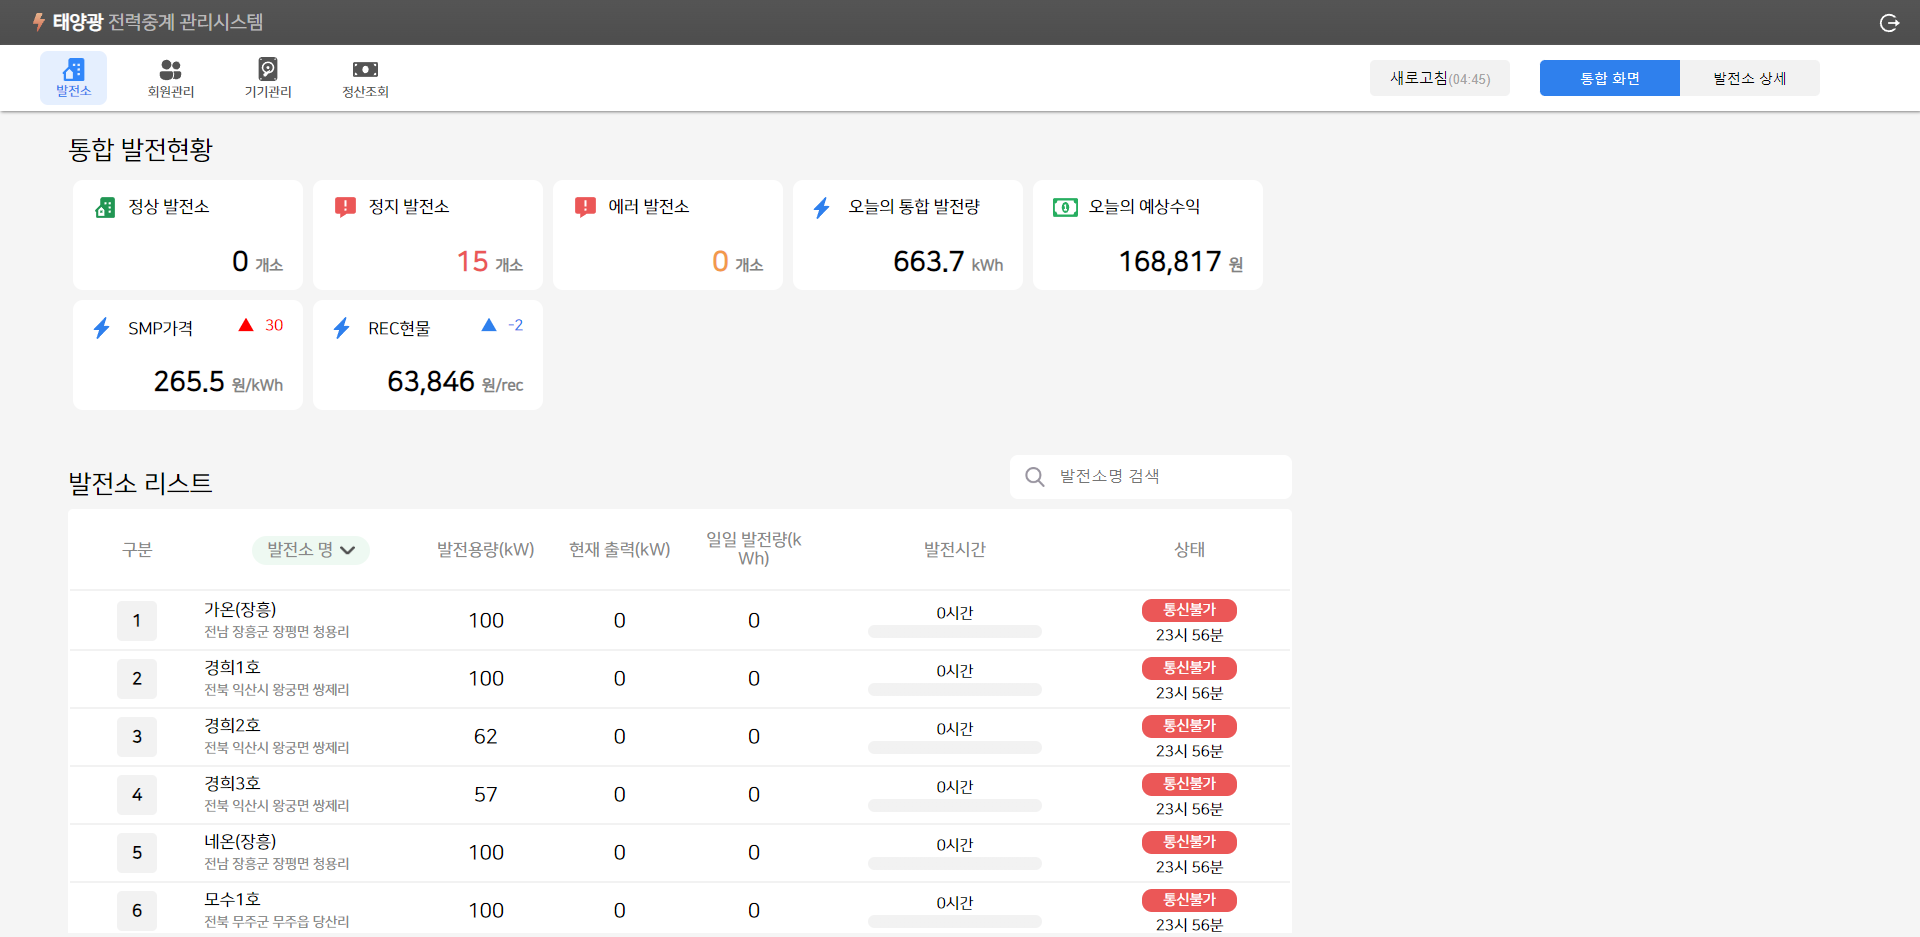 태양광 전력중계 관리시스템
발전소 회원관리 기기관리 정산조회 새로고침(04:45) 통합 화면 발전소 상세
통합 발전현황
정상 발전소 정지 발전소 에러 발전소 오늘의 통합 발전량 오늘의 예상수익
0 개소 15 개소 0 개소 663.7 kWh 168,817 원
SMP가격 ▲ 30 REC현물 ▲ -2
265.5 원/kWh 63,846 원/rec
발전소 리스트 발전소명 검색
구분 발전소 명 발전용량(kW) 현재 출력(kW) 일일 발전량(k
Wh) 발전시간 상태
1 가온(장흥) 100 0 0 0시간 통신불가
전남 장흥군 장평면 청용리 23시 56분
2 경희1호 100 0 0 0시간 통신불가
전북 익산시 왕궁면 쌍제리 23시 56분
3 경희2호 62 0 0 0시간 통신불가
전북 익산시 왕궁면 쌍제리 23시 56분
4 경희3호 57 0 0 0시간 통신불가
전북 익산시 왕궁면 쌍제리 23시 56분
5 네온(장흥) 100 0 0 0시간 통신불가
전남 장흥군 장평면 청용리 23시 56분
6 모수1호 100 0 0 0시간 통신불가
전북 무주군 무주읍 당산리 23시 56분